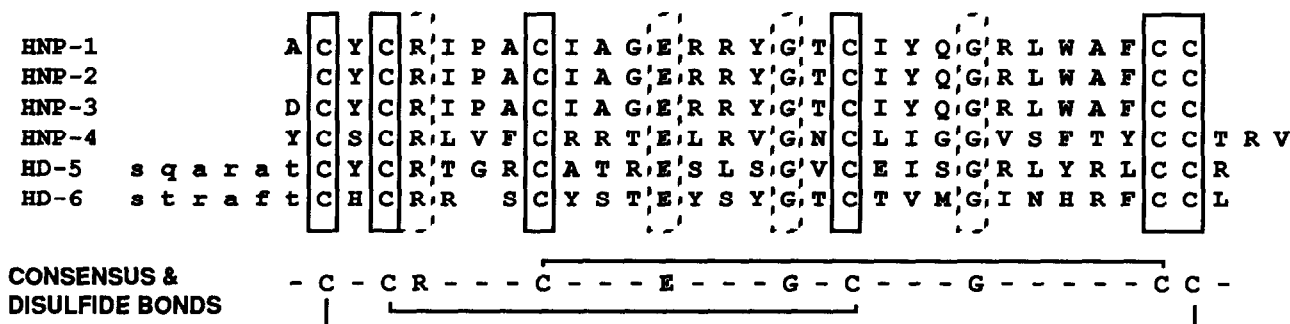 HNP-1 A C Y C R I P A C I A G E R R Y G T C I Y Q G R L W A F C C
HNP-2 C Y C R I P A C I A G E R R Y G T C I Y Q G R L W A F C C
HNP-3 D C Y C R I P A C I A G E R R Y G T C I Y Q G R L W A F C C
HNP-4 Y C S C R L V F C R R T E L R V G N C L I G G V S F T Y C C T R V
HD-5 s q a r a t C Y C R T G R C A T R E S L S G V C E I S G R L Y R L C C R
HD-6 s t r a f t C H C R R S C Y S T E Y S Y G T C T V M G I N H R F C C L
CONSENSUS & - C - C R - - - C - - - E - - - G - C - - - G - - - - - C C -
DISULFIDE BONDS